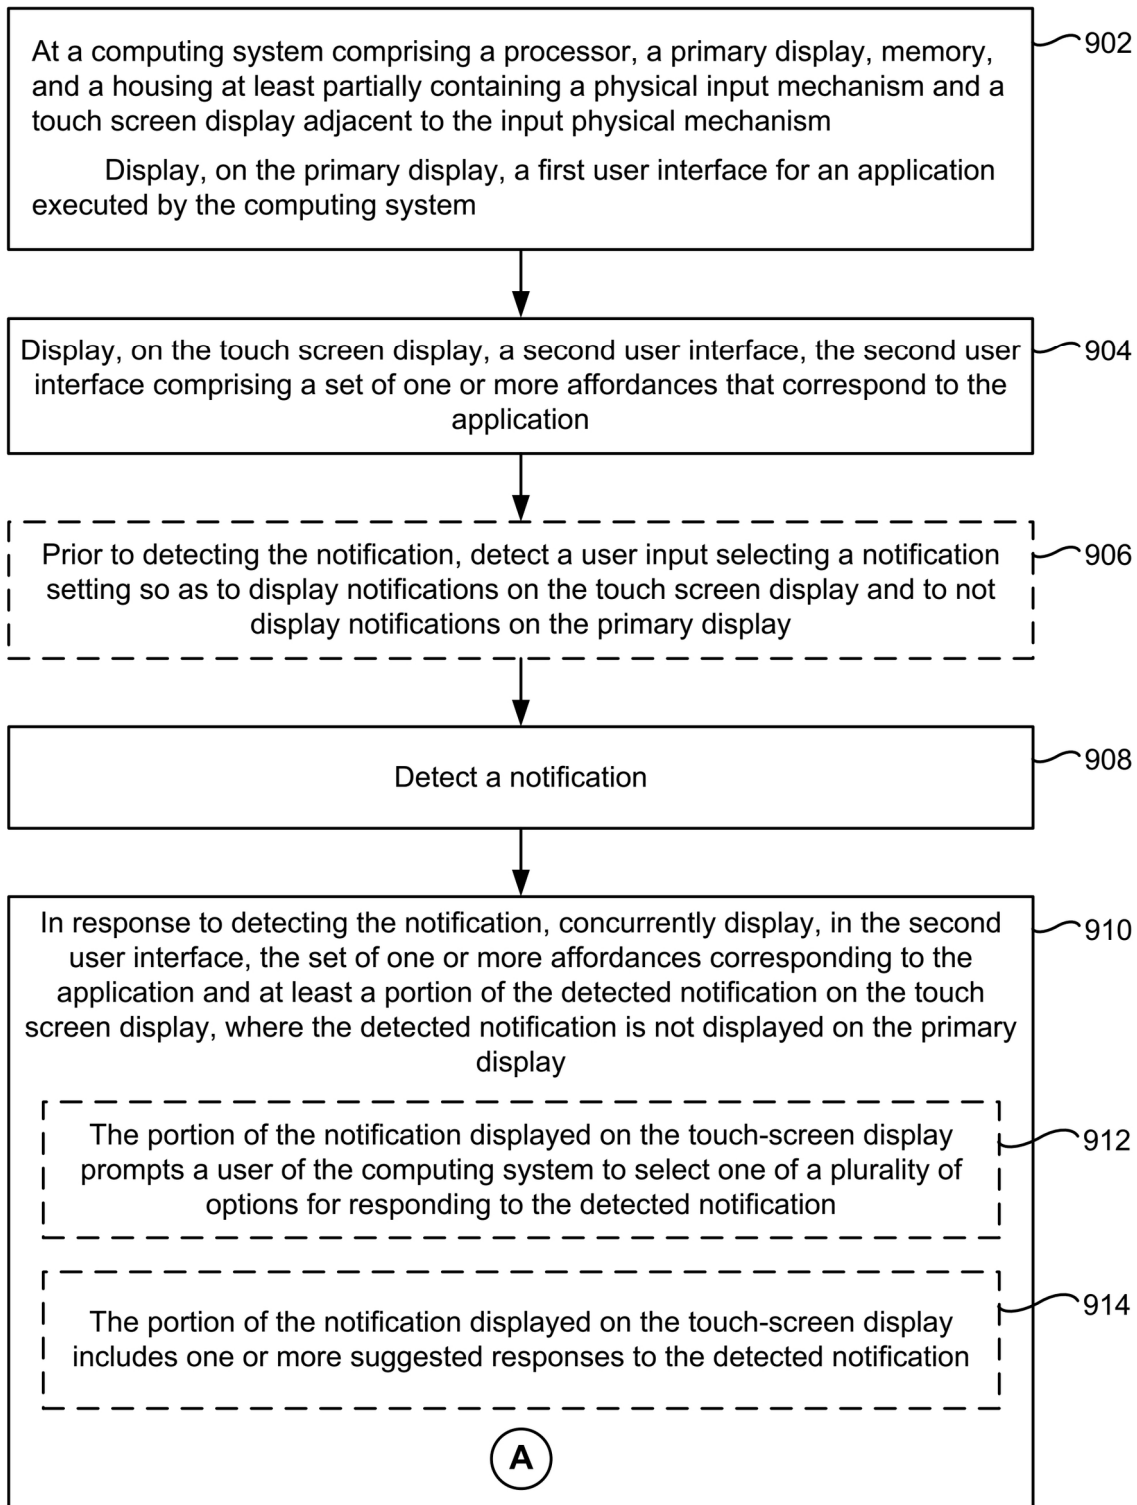 At a computing system comprising a processor, a primary display, memory,
and a housing at least partially containing a physical input mechanism and a
touch screen display adjacent to the input physical mechanism
Display, on the primary display, a first user interface for an application
executed by the computing system
902
Display, on the touch screen display, a second user interface, the second user
interface comprising a set of one or more affordances that correspond to the
application
904
Prior to detecting the notification, detect a user input selecting a notification
setting so as to display notifications on the touch screen display and to not
display notifications on the primary display
906
Detect a notification
908
In response to detecting the notification, concurrently display, in the second
user interface, the set of one or more affordances corresponding to the
application and at least a portion of the detected notification on the touch
screen display, where the detected notification is not displayed on the primary
display
910
The portion of the notification displayed on the touch-screen display
prompts a user of the computing system to select one of a plurality of
options for responding to the detected notification
912
The portion of the notification displayed on the touch-screen display
includes one or more suggested responses to the detected notification
914
A